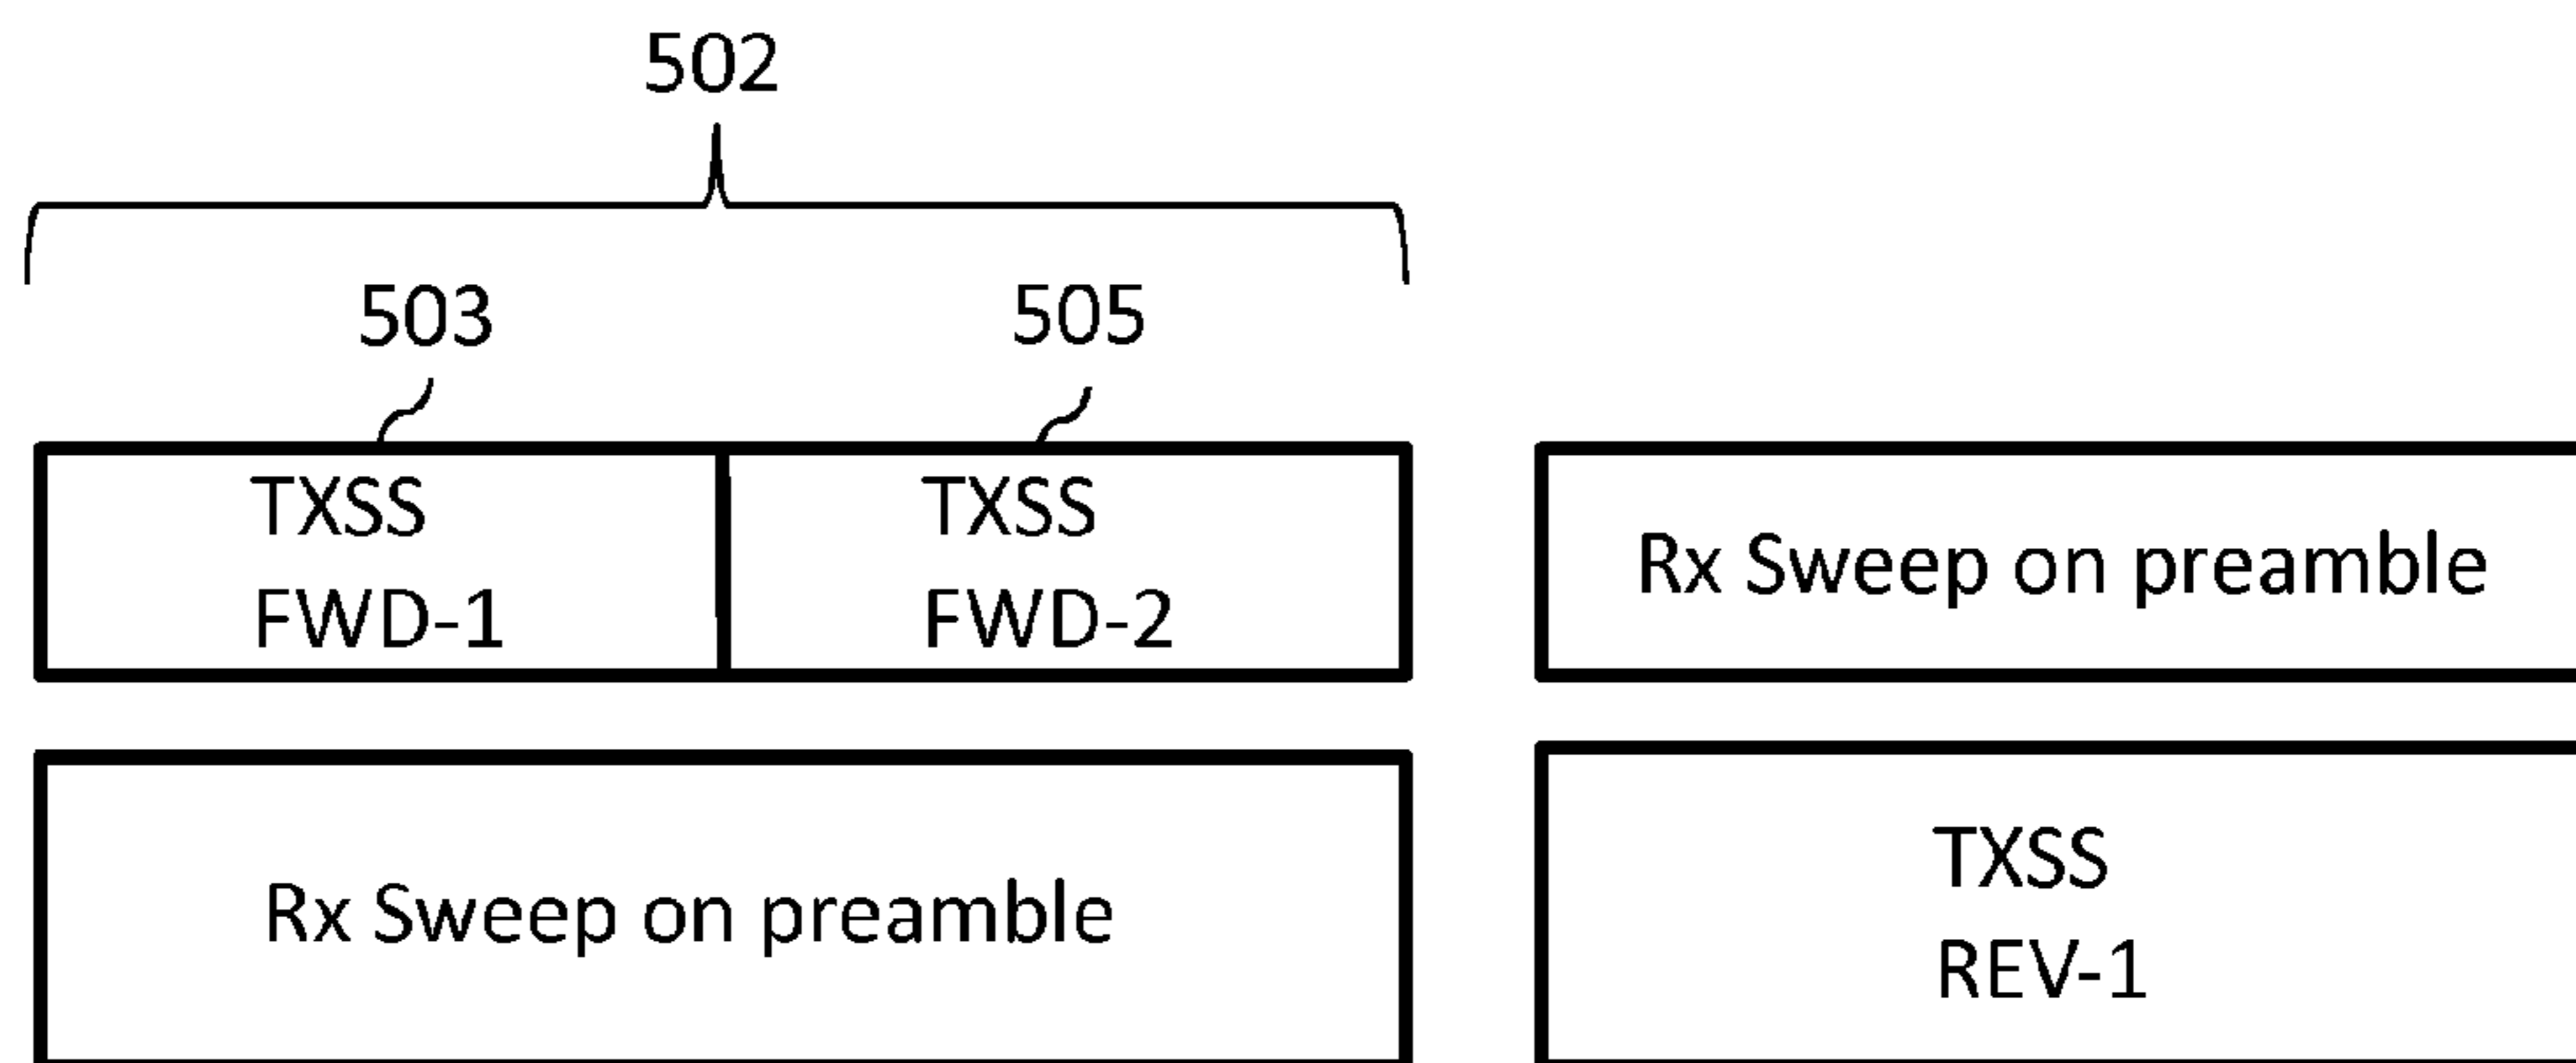 502
503
505
TXSS
FWD-1
TXSS
FWD-2
Rx Sweep on preamble
Rx Sweep on preamble
TXSS
REV-1